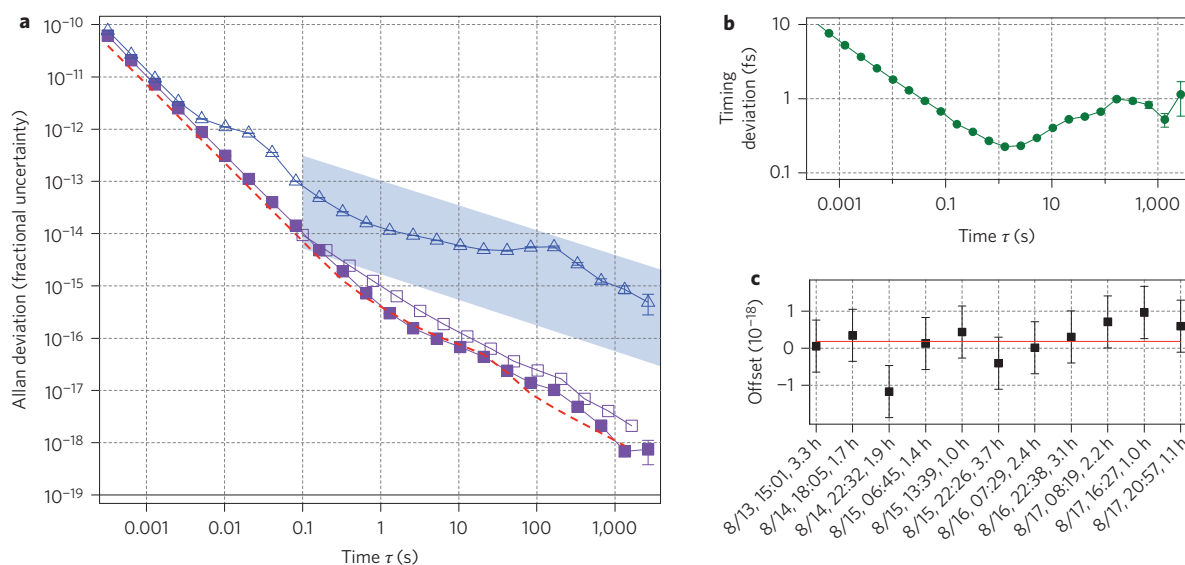 a
Allan deviation (fractional uncertainty)
10⁻¹⁰
10⁻¹¹
10⁻¹²
10⁻¹³
10⁻¹⁴
10⁻¹⁵
10⁻¹⁶
10⁻¹⁷
10⁻¹⁸
10⁻¹⁹
0.001 0.01 0.1 1 10 100 1,000
Time τ (s)
b
Timing
deviation (fs)
10
1
0.1
0.001 0.1 10 1,000
Time τ (s)
c
Offset (10⁻¹⁸)
1
0
−1
8/13, 15:01, 3.3 h
8/14, 18:05, 1.7 h
8/14, 22:32, 1.9 h
8/15, 06:45, 1.4 h
8/15, 13:39, 1.0 h
8/15, 22:26, 3.7 h
8/16, 07:29, 2.4 h
8/16, 22:38, 3.1 h
8/17, 08:19, 2.2 h
8/17, 16:27, 1.0 h
8/17, 20:57, 1.1 h